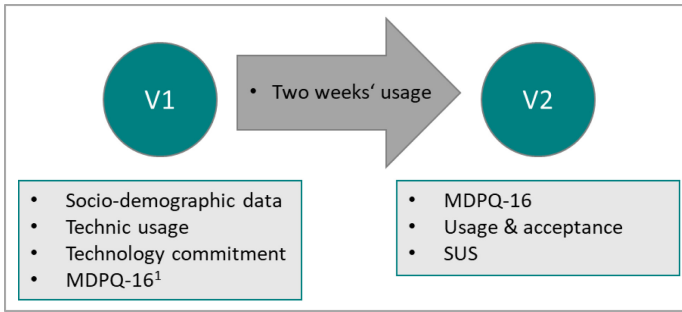 V1
• Two weeks‘ usage
V2
• Socio-demographic data
• Technic usage
• Technology commitment
• MDPQ-16¹
• MDPQ-16
• Usage & acceptance
• SUS